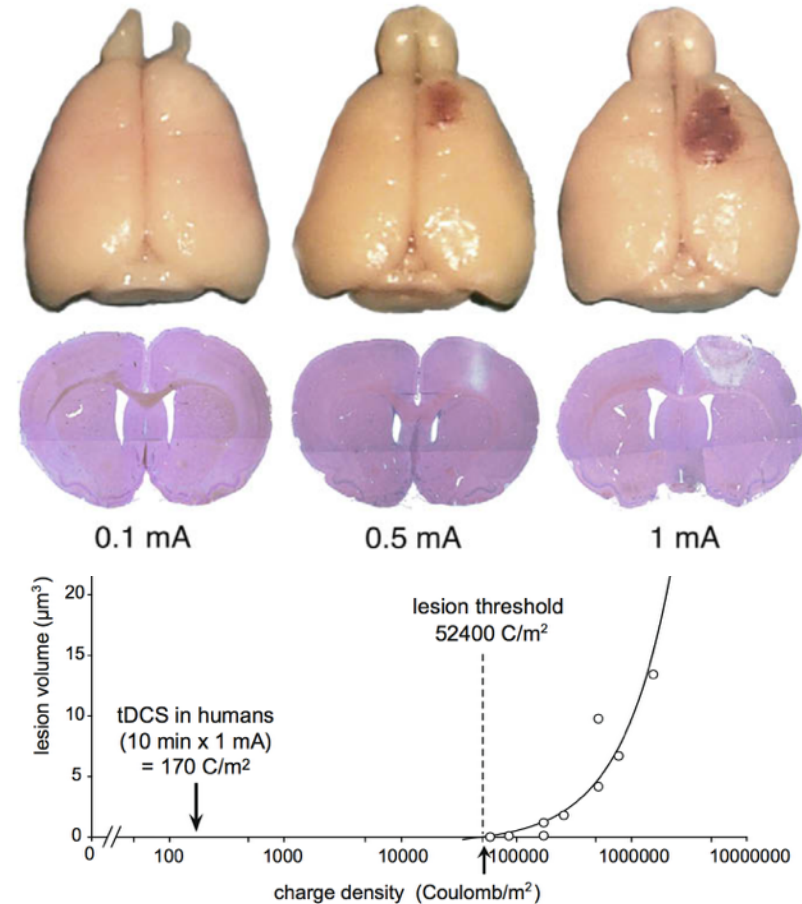 0.1 mA
0.5 mA
1 mA
lesion volume (µm³)
20
15
10
5
0
lesion threshold
52400 C/m²
tDCS in humans
(10 min x 1 mA)
= 170 C/m²
0
100
1000
10000
100000
1000000
10000000
charge density (Coulomb/m²)